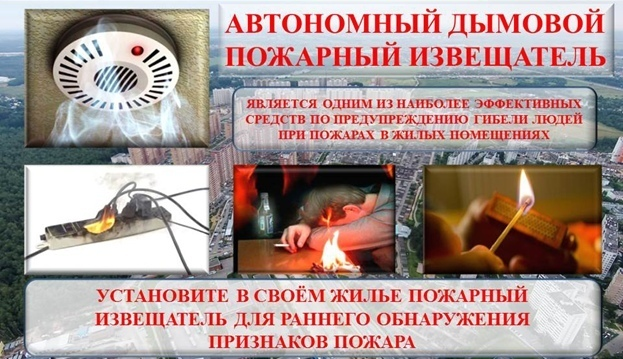 АВТОНОМНЫЙ ДЫМОВОЙ
ПОЖАРНЫЙ ИЗВЕЩАТЕЛЬ
ЯВЛЯЕТСЯ ОДНИМ ИЗ НАИБОЛЕЕ ЭФФЕКТИВНЫХ
СРЕДСТВ ПО ПРЕДУПРЕЖДЕНИЮ ГИБЕЛИ ЛЮДЕЙ
ПРИ ПОЖАРАХ В ЖИЛЫХ ПОМЕЩЕНИЯХ
УСТАНОВИТЕ В СВОЁМ ЖИЛЬЕ ПОЖАРНЫЙ
ИЗВЕЩАТЕЛЬ ДЛЯ РАННЕГО ОБНАРУЖЕНИЯ
ПРИЗНАКОВ ПОЖАРА